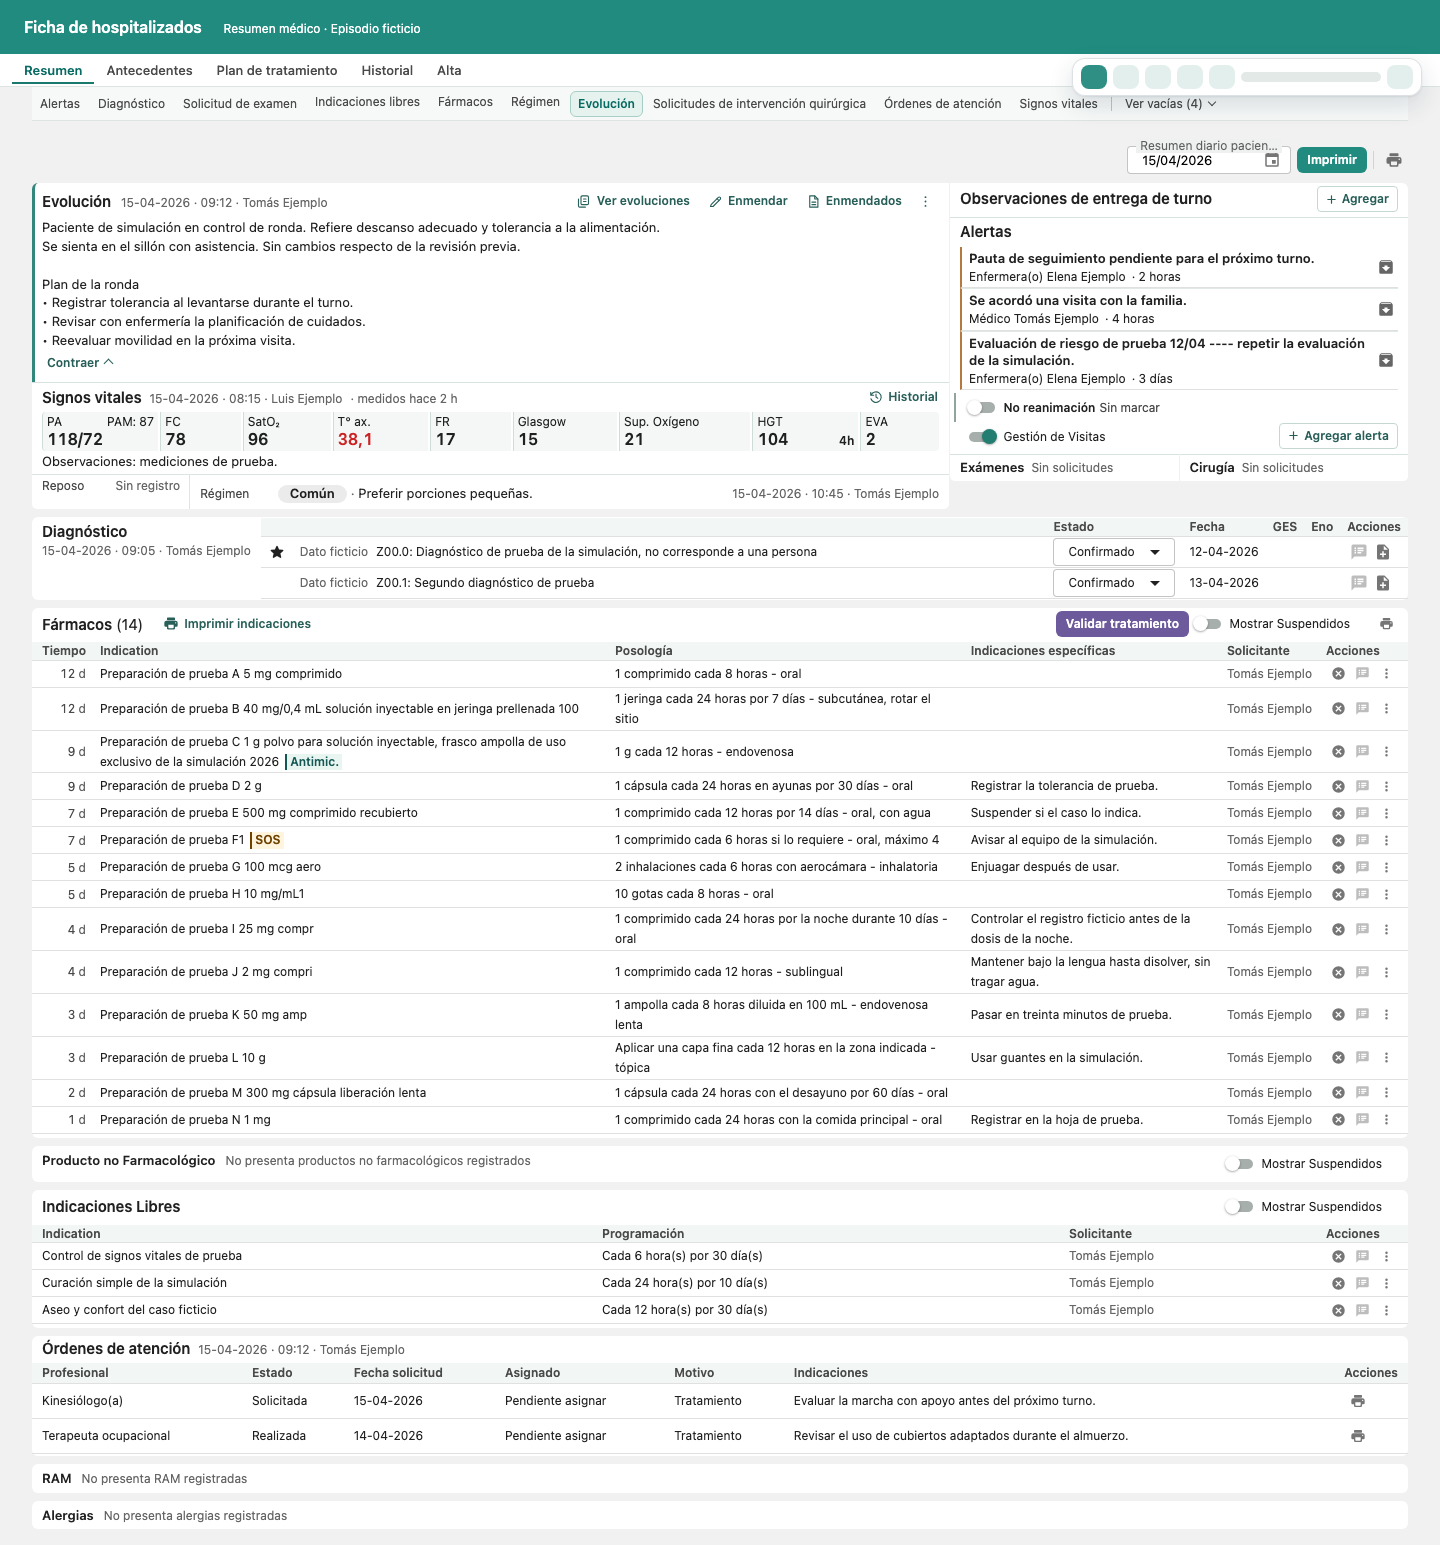 Ficha de hospitalizados Resumen médico · Episodio ficticio
Resumen Antecedentes Plan de tratamiento Historial Alta
Alertas Diagnóstico Solicitud de examen Indicaciones libres Fármacos Régimen Evolución Solicitudes de intervención quirúrgica Órdenes de atención Signos vitales Ver vacías (4)
Resumen diario pacien...
15/04/2026 Imprimir
Evolución 15-04-2026 · 09:12 · Tomás Ejemplo Ver evoluciones Enmendar Enmendados
Paciente de simulación en control de ronda. Refiere descanso adecuado y tolerancia a la alimentación.
Se sienta en el sillón con asistencia. Sin cambios respecto de la revisión previa.
Plan de la ronda
• Registrar tolerancia al levantarse durante el turno.
• Revisar con enfermería la planificación de cuidados.
• Reevaluar movilidad en la próxima visita.
Contraer
Signos vitales 15-04-2026 · 08:15 · Luis Ejemplo · medidos hace 2 h Historial
PA PAM: 87 FC SatO₂ T° ax. FR Glasgow Sup. Oxígeno HGT EVA
118/72 78 96 38,1 17 15 21 104 4h 2
Observaciones: mediciones de prueba.
Reposo Sin registro Régimen Común · Preferir porciones pequeñas. 15-04-2026 · 10:45 · Tomás Ejemplo
Observaciones de entrega de turno + Agregar
Alertas
Pauta de seguimiento pendiente para el próximo turno.
Enfermera(o) Elena Ejemplo · 2 horas
Se acordó una visita con la familia.
Médico Tomás Ejemplo · 4 horas
Evaluación de riesgo de prueba 12/04 ---- repetir la evaluación
de la simulación.
Enfermera(o) Elena Ejemplo · 3 días
No reanimación Sin marcar
Gestión de Visitas + Agregar alerta
Exámenes Sin solicitudes Cirugía Sin solicitudes
Diagnóstico Estado Fecha GES Eno Acciones
15-04-2026 · 09:05 · Tomás Ejemplo Dato ficticio Z00.0: Diagnóstico de prueba de la simulación, no corresponde a una persona Confirmado 12-04-2026
Dato ficticio Z00.1: Segundo diagnóstico de prueba Confirmado 13-04-2026
Fármacos (14) Imprimir indicaciones Validar tratamiento Mostrar Suspendidos
Tiempo Indication Posología Indicaciones específicas Solicitante Acciones
12 d Preparación de prueba A 5 mg comprimido 1 comprimido cada 8 horas - oral Tomás Ejemplo
12 d Preparación de prueba B 40 mg/0,4 mL solución inyectable en jeringa prellenada 100 1 jeringa cada 24 horas por 7 días - subcutánea, rotar el
sitio Tomás Ejemplo
9 d Preparación de prueba C 1 g polvo para solución inyectable, frasco ampolla de uso
exclusivo de la simulación 2026 Antimic. 1 g cada 12 horas - endovenosa Tomás Ejemplo
9 d Preparación de prueba D 2 g 1 cápsula cada 24 horas en ayunas por 30 días - oral Registrar la tolerancia de prueba. Tomás Ejemplo
7 d Preparación de prueba E 500 mg comprimido recubierto 1 comprimido cada 12 horas por 14 días - oral, con agua Suspender si el caso lo indica. Tomás Ejemplo
7 d Preparación de prueba F1 SOS 1 comprimido cada 6 horas si lo requiere - oral, máximo 4 Avisar al equipo de la simulación. Tomás Ejemplo
5 d Preparación de prueba G 100 mcg aero 2 inhalaciones cada 6 horas con aerocámara - inhalatoria Enjuagar después de usar. Tomás Ejemplo
5 d Preparación de prueba H 10 mg/mL1 10 gotas cada 8 horas - oral Tomás Ejemplo
4 d Preparación de prueba I 25 mg compr 1 comprimido cada 24 horas por la noche durante 10 días -
oral Controlar el registro ficticio antes de la
dosis de la noche. Tomás Ejemplo
4 d Preparación de prueba J 2 mg compri 1 comprimido cada 12 horas - sublingual Mantener bajo la lengua hasta disolver, sin
tragar agua. Tomás Ejemplo
3 d Preparación de prueba K 50 mg amp 1 ampolla cada 8 horas diluida en 100 mL - endovenosa
lenta Pasar en treinta minutos de prueba. Tomás Ejemplo
3 d Preparación de prueba L 10 g Aplicar una capa fina cada 12 horas en la zona indicada -
tópica Usar guantes en la simulación. Tomás Ejemplo
2 d Preparación de prueba M 300 mg cápsula liberación lenta 1 cápsula cada 24 horas con el desayuno por 60 días - oral Tomás Ejemplo
1 d Preparación de prueba N 1 mg 1 comprimido cada 24 horas con la comida principal - oral Registrar en la hoja de prueba. Tomás Ejemplo
Producto no Farmacológico No presenta productos no farmacológicos registrados Mostrar Suspendidos
Indicaciones Libres Mostrar Suspendidos
Indication Programación Solicitante Acciones
Control de signos vitales de prueba Cada 6 hora(s) por 30 día(s) Tomás Ejemplo
Curación simple de la simulación Cada 24 hora(s) por 10 día(s) Tomás Ejemplo
Aseo y confort del caso ficticio Cada 12 hora(s) por 30 día(s) Tomás Ejemplo
Órdenes de atención 15-04-2026 · 09:12 · Tomás Ejemplo
Profesional Estado Fecha solicitud Asignado Motivo Indicaciones Acciones
Kinesiólogo(a) Solicitada 15-04-2026 Pendiente asignar Tratamiento Evaluar la marcha con apoyo antes del próximo turno.
Terapeuta ocupacional Realizada 14-04-2026 Pendiente asignar Tratamiento Revisar el uso de cubiertos adaptados durante el almuerzo.
RAM No presenta RAM registradas
Alergias No presenta alergias registradas